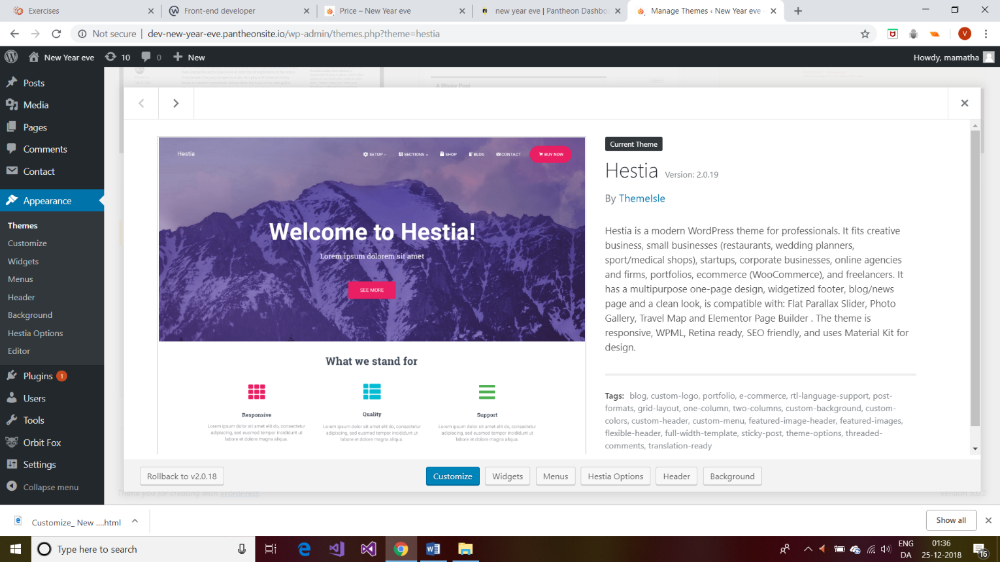 Exercises
Front-end developer
Price – New Year eve
new year eve | Pantheon Dashbo
Manage Themes ‹ New Year eve
Not secure
dev-new-year-eve.pantheonsite.io/wp-admin/themes.php?theme=hestia
V
New Year eve
10
0
New
Howdy, mamatha
Posts
Media
Pages
Comments
Contact
Appearance
Themes
Customize
Widgets
Menus
Header
Background
Hestia Options
Editor
Plugins 1
Users
Tools
Orbit Fox
Settings
Collapse menu
A Sticky Post
Hestia
SETUP
SECTIONS
SHOP
BLOG
CONTACT
BUY NOW
Welcome to Hestia!
Lorem ipsum dolorem sit amet
SEE MORE
What we stand for
Responsive
Lorem ipsum dolor sit amet elit do, consectetur
adipiscing, sed eusmod tempor incididunt ut
labore et dolore magna aliqua.
Quality
Lorem ipsum dolor sit amet elit do, consectetur
adipiscing, sed eusmod tempor incididunt ut
labore et dolore magna aliqua.
Support
Lorem ipsum dolor sit amet elit do, consectetur
adipiscing, sed eusmod tempor incididunt ut
labore et dolore magna aliqua.
Current Theme
Hestia Version: 2.0.19
By ThemeIsle
Hestia is a modern WordPress theme for professionals. It fits creative
business, small businesses (restaurants, wedding planners,
sport/medical shops), startups, corporate businesses, online agencies
and firms, portfolios, ecommerce (WooCommerce), and freelancers. It
has a multipurpose one-page design, widgetized footer, blog/news
page and a clean look, is compatible with: Flat Parallax Slider, Photo
Gallery, Travel Map and Elementor Page Builder . The theme is
responsive, WPML, Retina ready, SEO friendly, and uses Material Kit for
design.
Tags: blog, custom-logo, portfolio, e-commerce, rtl-language-support, post-
formats, grid-layout, one-column, two-columns, custom-background, custom-
colors, custom-header, custom-menu, featured-image-header, featured-images,
flexible-header, full-width-template, sticky-post, theme-options, threaded-
comments, translation-ready
Rollback to v2.0.18
Customize
Widgets
Menus
Hestia Options
Header
Background
Thank you for creating with WordPress.
Version 5.0.2
Customize_ New ....html
Show all
Type here to search
ENG
DA
01:36
25-12-2018
16